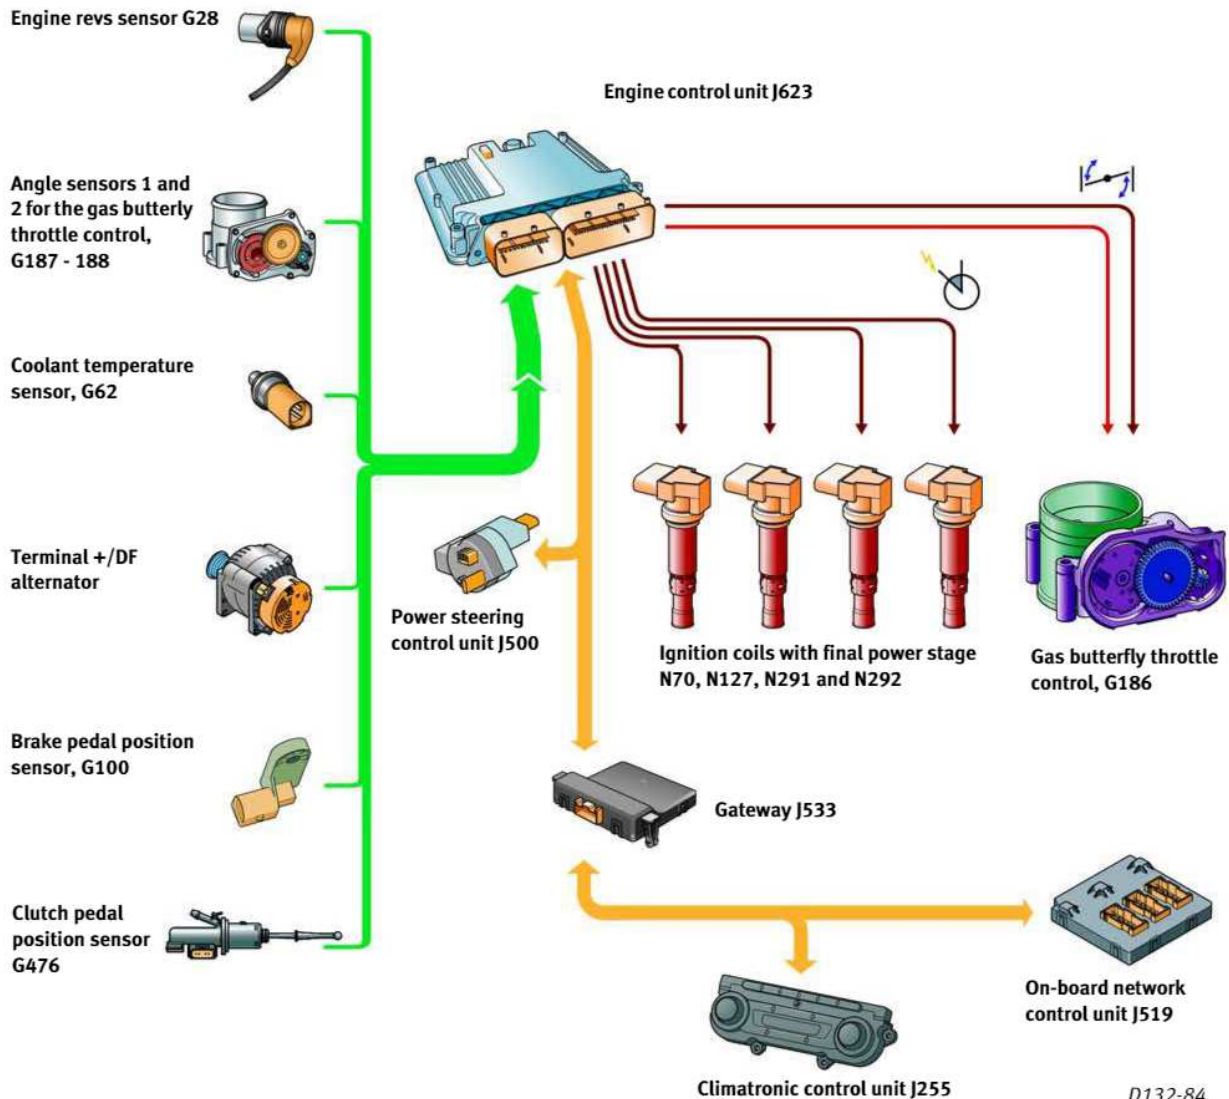 Engine revs sensor G28
Engine control unit J623
Angle sensors 1 and
2 for the gas butterly
throttle control,
G187 - 188
Coolant temperature
sensor, G62
Terminal +/DF
alternator
Power steering
control unit J500
Ignition coils with final power stage
N70, N127, N291 and N292
Gas butterfly throttle
control, G186
Brake pedal position
sensor, G100
Gateway J533
Clutch pedal
position sensor
G476
On-board network
control unit J519
Climatronic control unit J255
D132-84